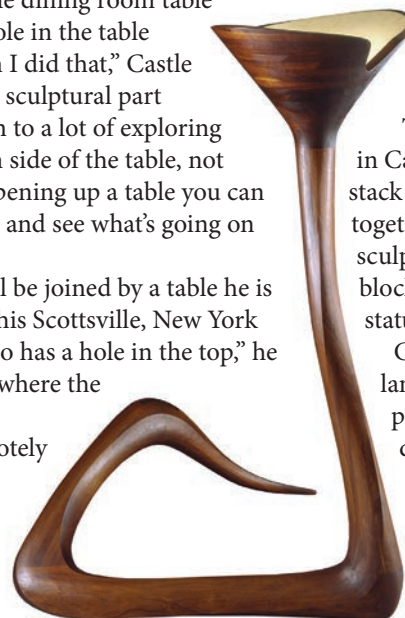 e dining room table
ole in the table
I did that,” Castle
sculptural part
n to a lot of exploring
side of the table, not
pening up a table you can
and see what’s going on
l be joined by a table he is
his Scottsville, New York
o has a hole in the top,” he
where the
otely
T
in Ca
stack
toget
sculp
block
statu
C
lar
p